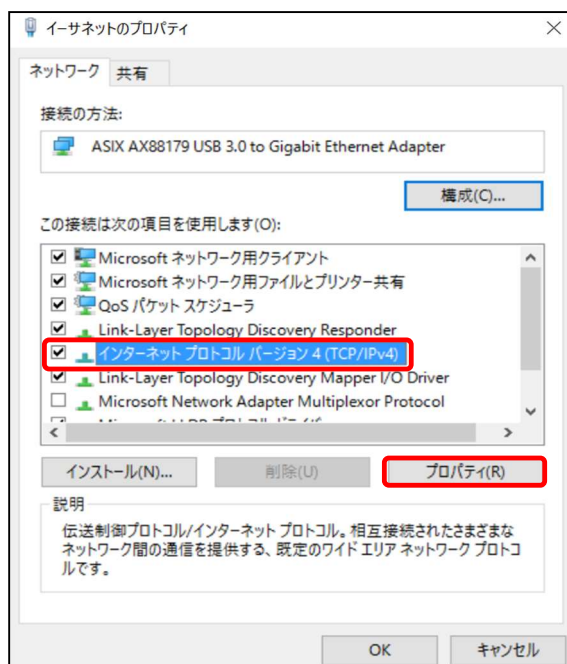 イーサネットのプロパティ
ネットワーク 共有
接続の方法:
ASIX AX88179 USB 3.0 to Gigabit Ethernet Adapter
構成(C)...
この接続は次の項目を使用します(O):
Microsoft ネットワーク用クライアント
Microsoft ネットワーク用ファイルとプリンター共有
QoS パケット スケジューラ
Link-Layer Topology Discovery Responder
インターネット プロトコル バージョン 4 (TCP/IPv4)
Link-Layer Topology Discovery Mapper I/O Driver
Microsoft Network Adapter Multiplexor Protocol
インストール(N)... 削除(U) プロパティ(R)
説明
伝送制御プロトコル/インターネット プロトコル。相互接続されたさまざまな
ネットワーク間の通信を提供する、既定のワイド エリア ネットワーク プロトコ
ルです。
OK キャンセル